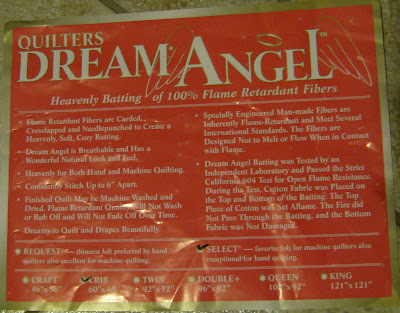 QUILTERS
DREAM ANGEL™
Heavenly Batting of 100% Flame Retardant Fibers
• Flame Retardant Fibers are Carded,
Crosslapped and Needlepunched to Create a
Heavenly, Soft, Cozy Batting.
• Dream Angel is Breathable and Has a
Wonderful Natural Look and Feel.
• Heavenly for Both Hand and Machine Quilting.
• Confidently Stitch Up to 8" Apart.
• Finished Quilt May be Machine Washed and
Dried. Flame Retardant Quality Will Not Wash
or Rub Off and Will Not Fade Off Over Time.
• Dreamy to Quilt and Drapes Beautifully.
• Specially Engineered Man-made Fibers are
Inherently Flame-Retardant and Meet Several
International Standards. The Fibers are
Designed Not to Melt or Flow When in Contact
with Flame.
• Dream Angel Batting was Tested by an
Independent Laboratory and Passed the Strict
California 604 Test for Open Flame Resistance.
During the Test, Cotton Fabric was Placed on
the Top and Bottom of the Batting. The Top
Piece of Cotton was Set Aflame. The Fire did
Not Pass Through the Batting, and the Bottom
Fabric was Not Damaged.
REQUEST - thinnest loft preferred by hand
quilters also excellent for machine quilting.
SELECT - favorite loft for machine quilters also
exceptional for hand quilting.
CRAFT CRIB TWIN DOUBLE+ QUEEN KING
60"x 92"x72" 96"x 121"x121"